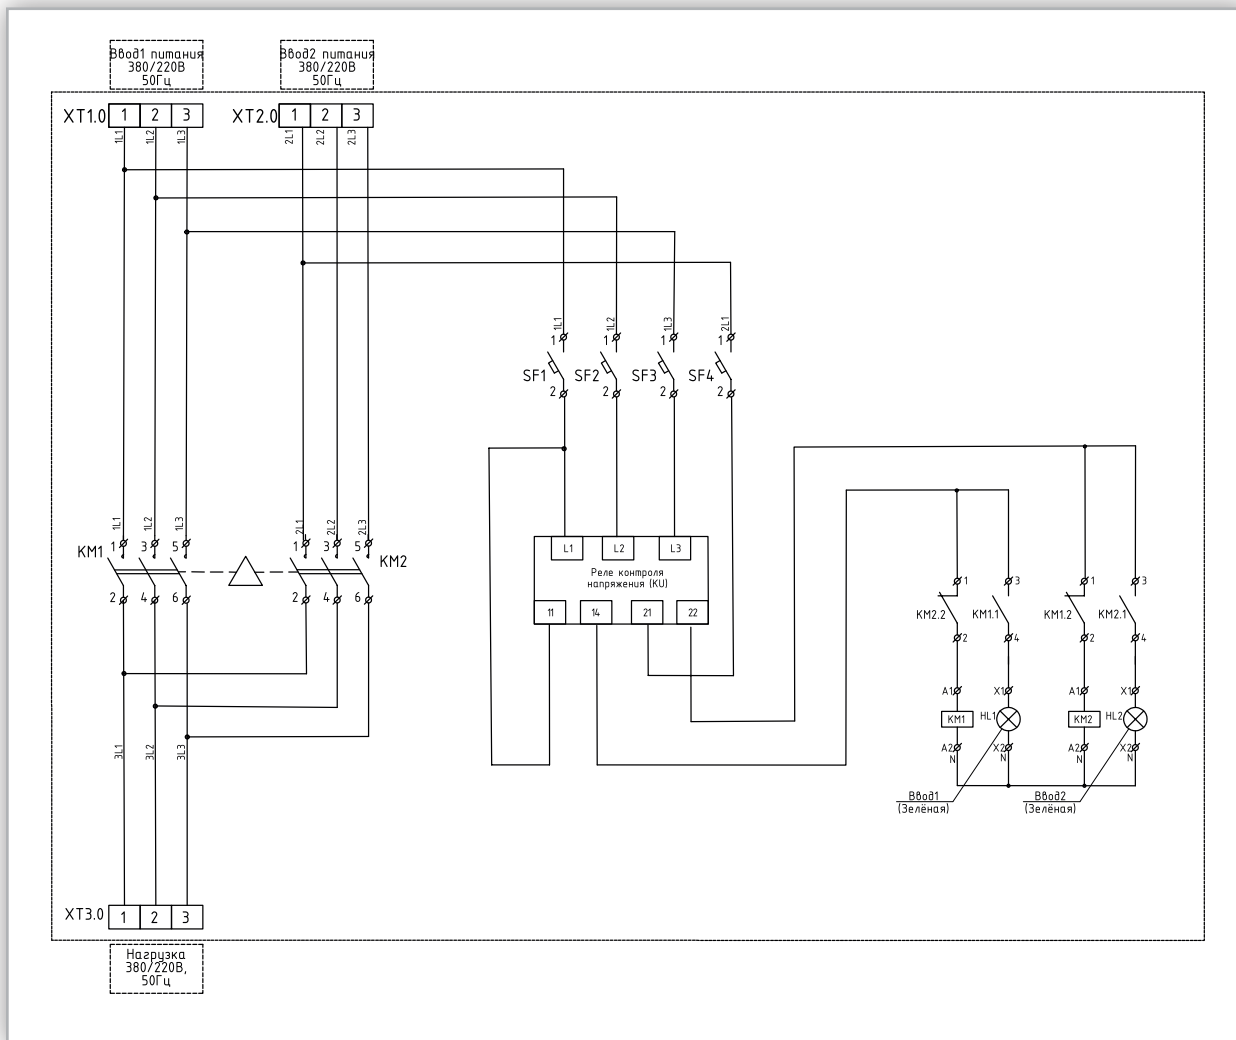 Ввод1 питания
380/220В
50Гц
Ввод2 питания
380/220В
50Гц
XT1.0 1 2 3
XT2.0 1 2 3
1L1 1L2 1L3
2L1 2L2 2L3
1L1 1L2 1L3 2L1
1 1 1 1
SF1 SF2 SF3 SF4
2 2 2 2
1L1 1L2 1L3
2L1 2L2 2L3
KM1 1 3 5
1 3 5 KM2
2 4 6
2 4 6
L1 L2 L3
Реле контроля
напряжения (KU)
11 14 21 22
1 3 1 3
KM2.2 KM1.1 KM1.2 KM2.1
2 4 2 4
A1 X1 A1 X1
KM1 HL1 KM2 HL2
A2 X2 A2 X2
N N N N
Ввод1
(Зелёная)
Ввод2
(Зелёная)
3L1 3L2 3L3
XT3.0 1 2 3
Нагрузка
380/220В,
50Гц